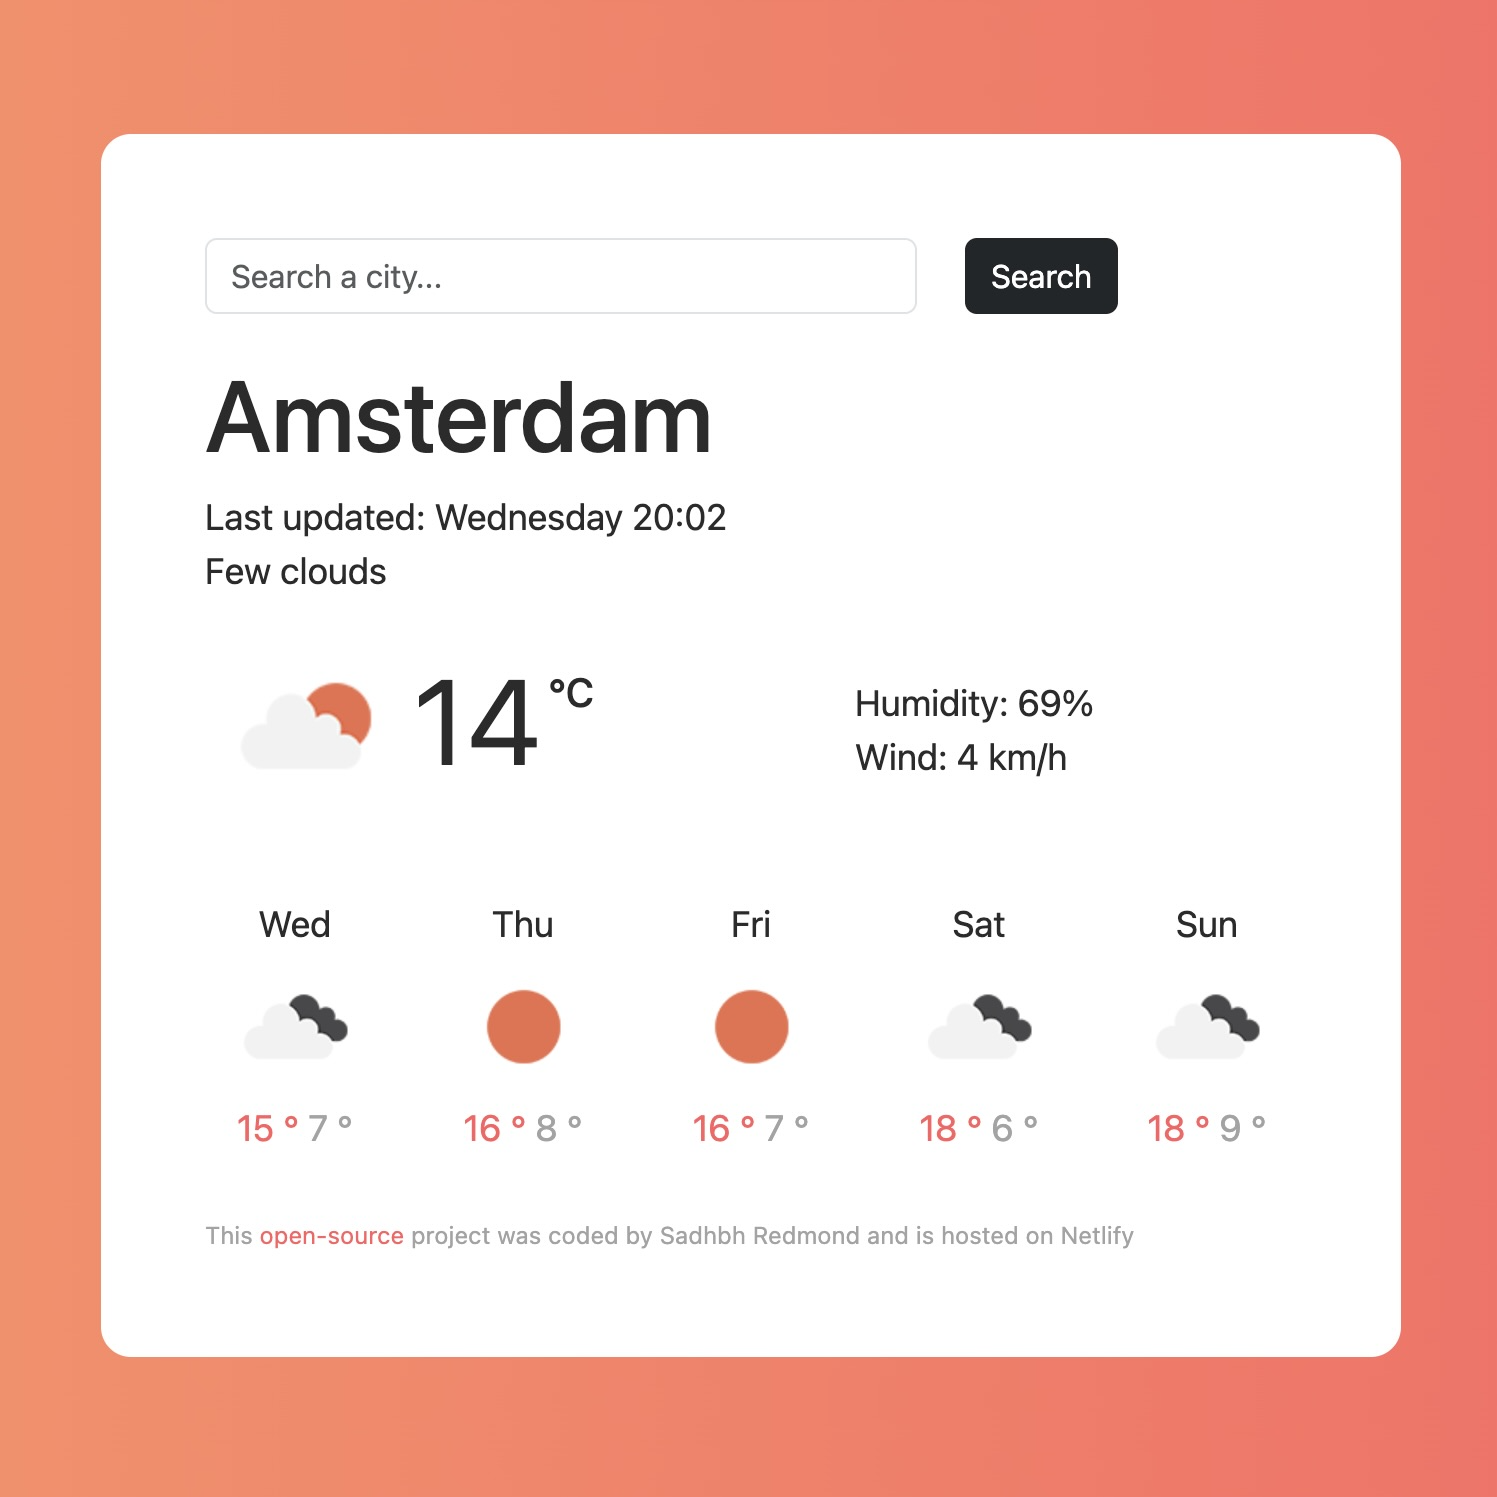 Search a city...
Search
Amsterdam
Last updated: Wednesday 20:02
Few clouds
14 °C
Humidity: 69%
Wind: 4 km/h
Wed Thu Fri Sat Sun
15 ° 7 ° 16 ° 8 ° 16 ° 7 ° 18 ° 6 ° 18 ° 9 °
This open-source project was coded by Sadhbh Redmond and is hosted on Netlify